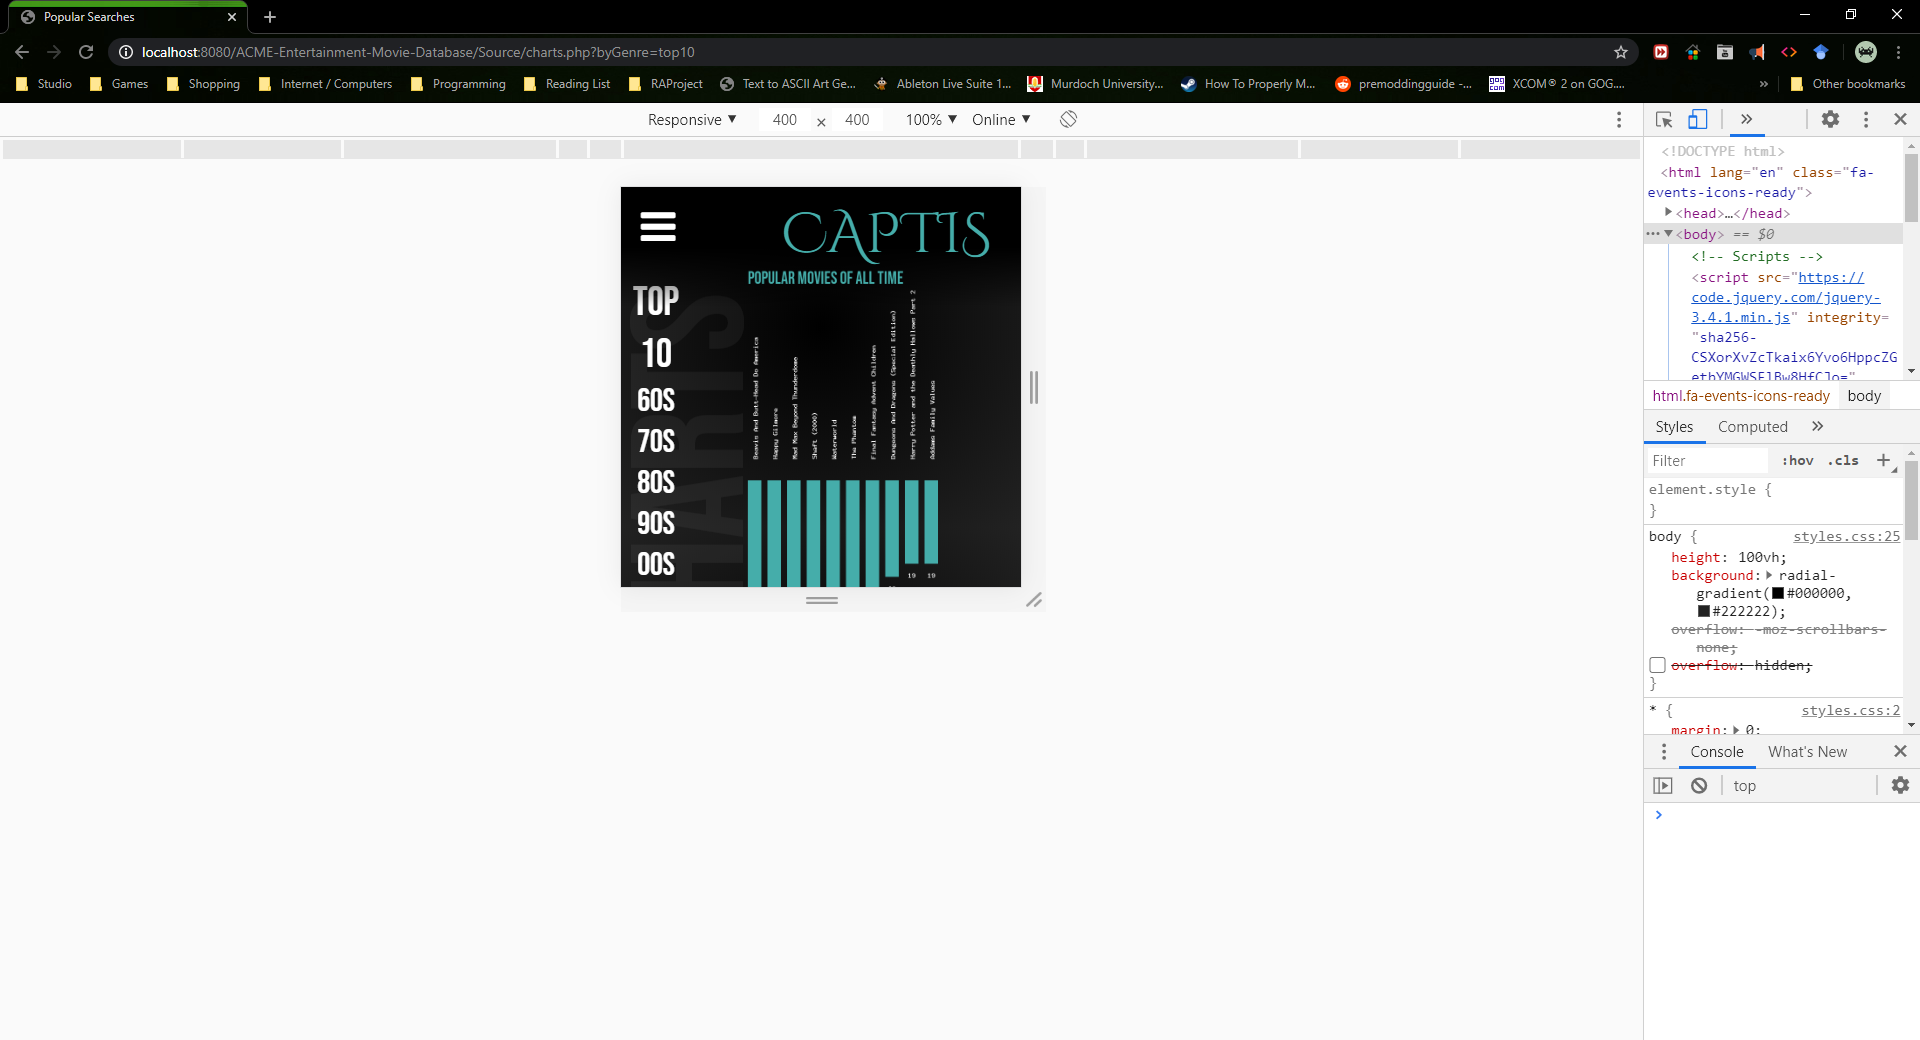 Popular Searches
localhost:8080/ACME-Entertainment-Movie-Database/Source/charts.php?byGenre=top10
Studio Games Shopping Internet / Computers Programming Reading List RAProject Text to ASCII Art Ge... Ableton Live Suite 1... Murdoch University,... How To Properly M... premoddingguide -... XCOM® 2 on GOG.... » Other bookmarks
Responsive ▼ 400 × 400 100% ▼ Online ▼
<!DOCTYPE html>
<html lang="en" class="fa-
events-icons-ready">
<head>…</head>
<body> == $0
<!-- Scripts -->
<script src="https://
code.jquery.com/jquery-
3.4.1.min.js" integrity=
"sha256-
CSXorXvZcTkaix6Yvo6HppcZG
etbYMGWSFlBw8HfCJo="
html.fa-events-icons-ready body
Styles Computed »
Filter :hov .cls +
element.style {
}
body { styles.css:25
height: 100vh;
background: radial-
gradient(#000000,
#222222);
overflow: -moz-scrollbars-
none;
overflow: hidden;
}
* { styles.css:2
margin: 0;
Console What's New
top
CAPTIS
POPULAR MOVIES OF ALL TIME
TOP
10
60S
70S
80S
90S
00S
CHARTS
Beavis And Butt-Head Do America
Happy Gilmore
Mad Max Beyond Thunderdome
Shaft (2000)
Waterworld
The Phantom
Final Fantasy Advent Children
Dungeons And Dragons (Special Edition)
Harry Potter and the Deathly Hallows Part 2
Addams Family Values
19 19